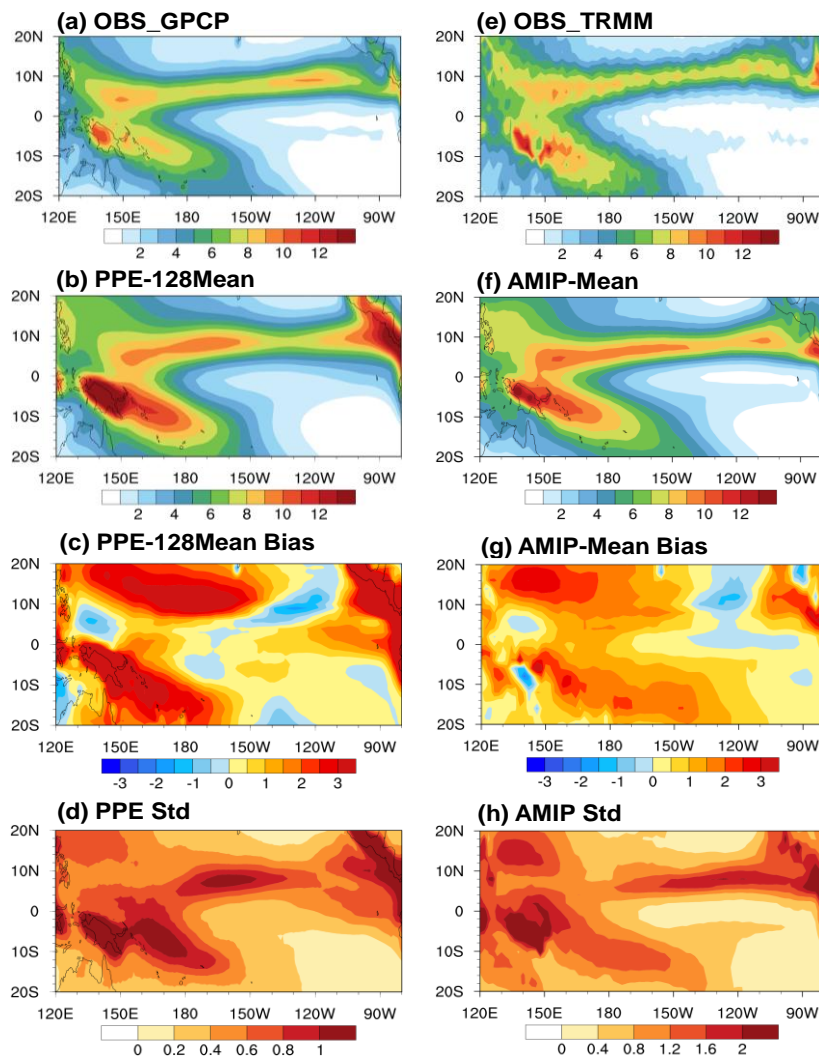 (a) OBS_GPCP
20N
10N
0
10S
20S
120E 150E 180 150W 120W 90W
2 4 6 8 10 12
(e) OBS_TRMM
20N
10N
0
10S
20S
120E 150E 180 150W 120W 90W
2 4 6 8 10 12
(b) PPE-128Mean
20N
10N
0
10S
20S
120E 150E 180 150W 120W 90W
2 4 6 8 10 12
(f) AMIP-Mean
20N
10N
0
10S
20S
120E 150E 180 150W 120W 90W
2 4 6 8 10 12
(c) PPE-128Mean Bias
20N
10N
0
10S
20S
120E 150E 180 150W 120W 90W
-3 -2 -1 0 1 2 3
(g) AMIP-Mean Bias
20N
10N
0
10S
20S
120E 150E 180 150W 120W 90W
-3 -2 -1 0 1 2 3
(d) PPE Std
20N
10N
0
10S
20S
120E 150E 180 150W 120W 90W
0 0.2 0.4 0.6 0.8 1
(h) AMIP Std
20N
10N
0
10S
20S
120E 150E 180 150W 120W 90W
0 0.4 0.8 1.2 1.6 2